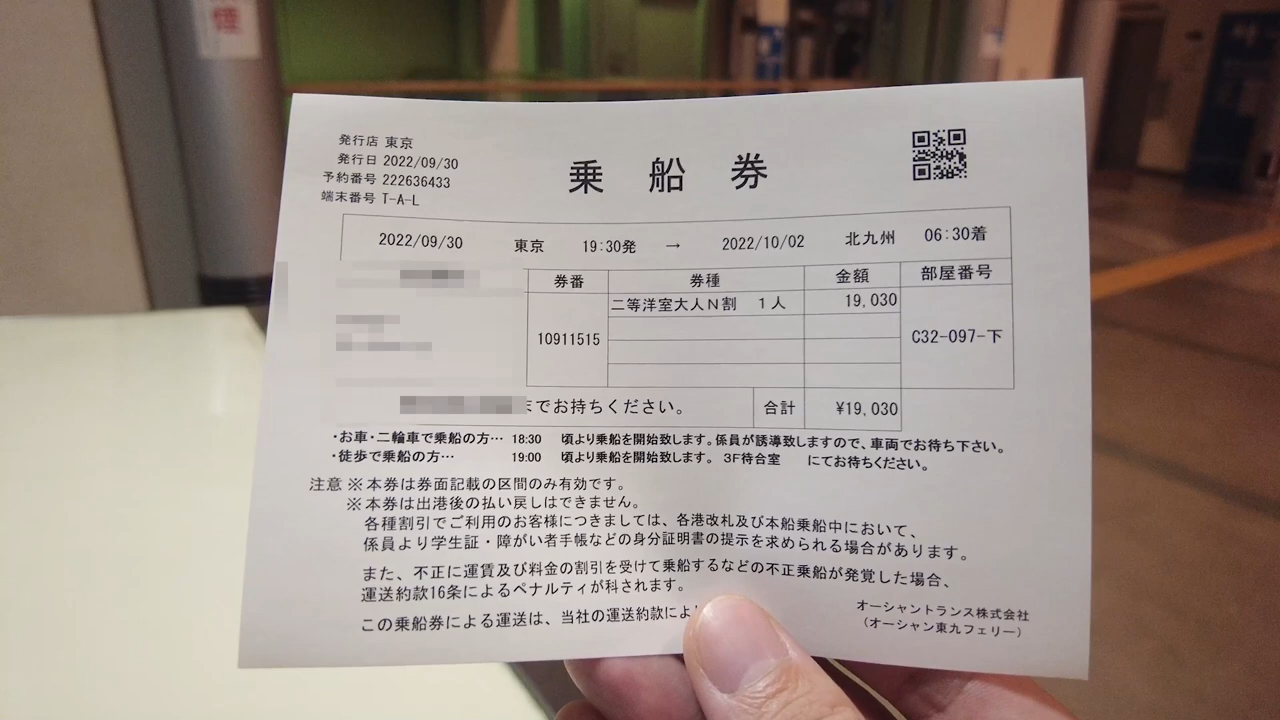 煙
発行店 東京
発行日 2022/09/30
予約番号 222636433
端末番号 T-A-L
乗船券
2022/09/30 東京 19:30発 → 2022/10/02 北九州 06:30着
券番 券種 金額 部屋番号
二等洋室大人N割 1人 19,030
10911515 C32-097-下
までお持ちください。 合計 ¥19,030
・お車・二輪車で乗船の方… 18:30 頃より乗船を開始致します。係員が誘導致しますので、車両でお待ち下さい。
・徒歩で乗船の方… 19:00 頃より乗船を開始致します。 3F待合室 にてお待ちください。
注意 ※本券は券面記載の区間のみ有効です。
※本券は出港後の払い戻しはできません。
各種割引でご利用のお客様につきましては、各港改札及び本船乗船中において、
係員より学生証・障がい者手帳などの身分証明書の提示を求められる場合があります。
また、不正に運賃及び料金の割引を受けて乗船するなどの不正乗船が発覚した場合、
運送約款16条によるペナルティが科されます。
この乗船券による運送は、当社の運送約款によ
オーシャントランス株式会社
(オーシャン東九フェリー)